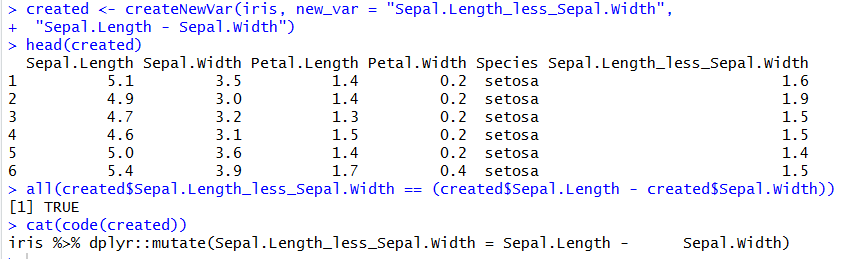 > created <- createNewVar(iris, new_var = "Sepal.Length_less_Sepal.Width",
+ "Sepal.Length - Sepal.Width")
> head(created)
Sepal.Length Sepal.Width Petal.Length Petal.Width Species Sepal.Length_less_Sepal.Width
1 5.1 3.5 1.4 0.2 setosa 1.6
2 4.9 3.0 1.4 0.2 setosa 1.9
3 4.7 3.2 1.3 0.2 setosa 1.5
4 4.6 3.1 1.5 0.2 setosa 1.5
5 5.0 3.6 1.4 0.2 setosa 1.4
6 5.4 3.9 1.7 0.4 setosa 1.5
> all(created$Sepal.Length_less_Sepal.Width == (created$Sepal.Length - created$Sepal.Width))
[1] TRUE
> cat(code(created))
iris %>% dplyr::mutate(Sepal.Length_less_Sepal.Width = Sepal.Length -      Sepal.Width)